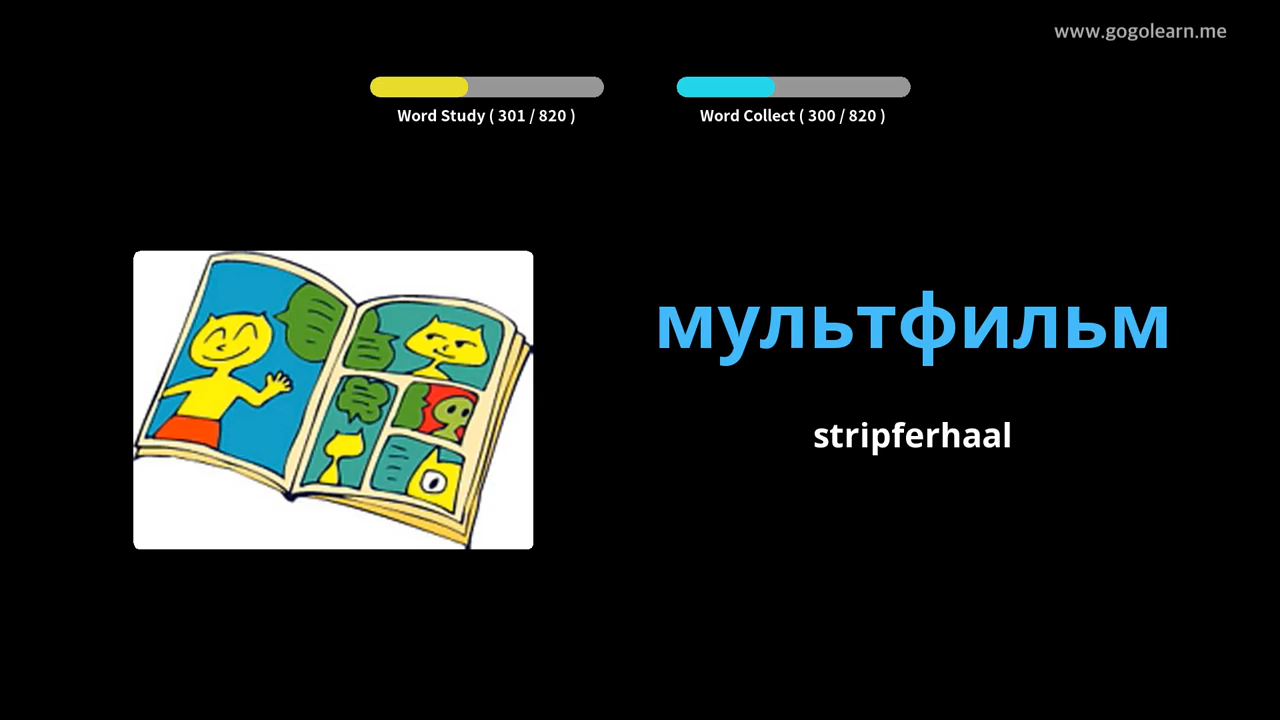 www.gogolearn.me
Word Study ( 301 / 820 )
Word Collect ( 300 / 820 )
мультфильм
stripferhaal